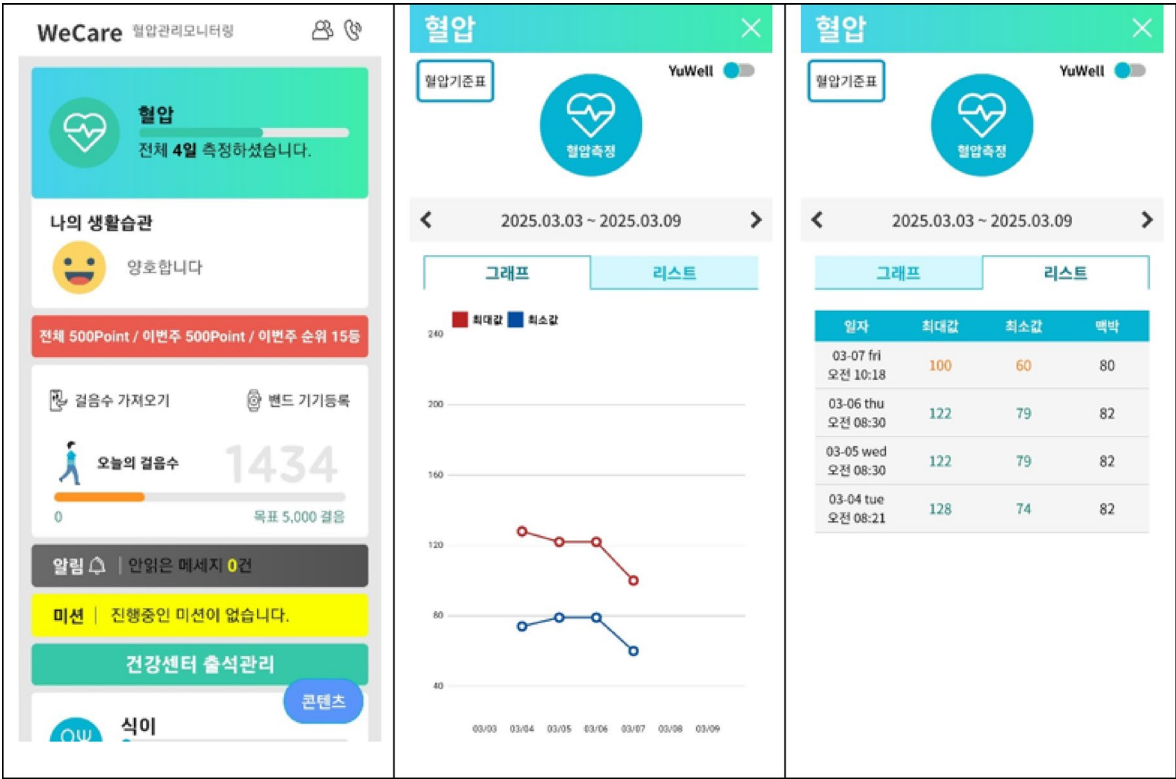 WeCare 혈압관리모니터링
혈압
전체 4일 측정하셨습니다.
나의 생활습관
양호합니다
전체 500Point / 이번주 500Point / 이번주 순위 15등
걸음수 가져오기
밴드 기기등록
오늘의 걸음수
1434
0
목표 5,000 걸음
알림
안읽은 메세지 0건
미션
진행중인 미션이 없습니다.
건강센터 출석관리
콘텐츠
식이
혈압
혈압기준표
YuWell
혈압측정
2025.03.03 ~ 2025.03.09
그래프
리스트
최대값
최소값
240
200
160
120
80
40
03/03 03/04 03/05 03/06 03/07 03/08 03/09
혈압
혈압기준표
YuWell
혈압측정
2025.03.03 ~ 2025.03.09
그래프
리스트
일자 최대값 최소값 맥박
03-07 fri
오전 10:18
100 60 80
03-06 thu
오전 08:30
122 79 82
03-05 wed
오전 08:30
122 79 82
03-04 tue
오전 08:21
128 74 82